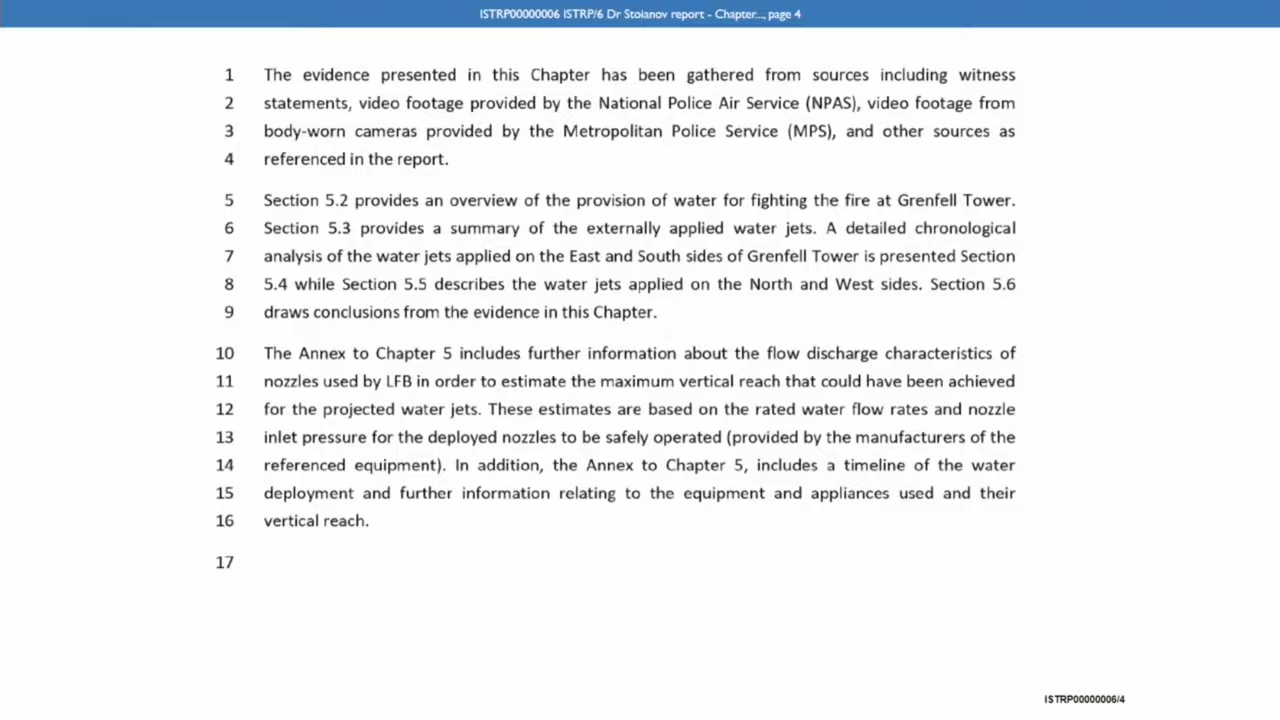 ISTRP00000006 ISTRP/6 Dr Stoianov report - Chapter..., page 4
1 The evidence presented in this Chapter has been gathered from sources including witness
2 statements, video footage provided by the National Police Air Service (NPAS), video footage from
3 body-worn cameras provided by the Metropolitan Police Service (MPS), and other sources as
4 referenced in the report.
5 Section 5.2 provides an overview of the provision of water for fighting the fire at Grenfell Tower.
6 Section 5.3 provides a summary of the externally applied water jets. A detailed chronological
7 analysis of the water jets applied on the East and South sides of Grenfell Tower is presented Section
8 5.4 while Section 5.5 describes the water jets applied on the North and West sides. Section 5.6
9 draws conclusions from the evidence in this Chapter.
10 The Annex to Chapter 5 includes further information about the flow discharge characteristics of
11 nozzles used by LFB in order to estimate the maximum vertical reach that could have been achieved
12 for the projected water jets. These estimates are based on the rated water flow rates and nozzle
13 inlet pressure for the deployed nozzles to be safely operated (provided by the manufacturers of the
14 referenced equipment). In addition, the Annex to Chapter 5, includes a timeline of the water
15 deployment and further information relating to the equipment and appliances used and their
16 vertical reach.
17
ISTRP00000006/4